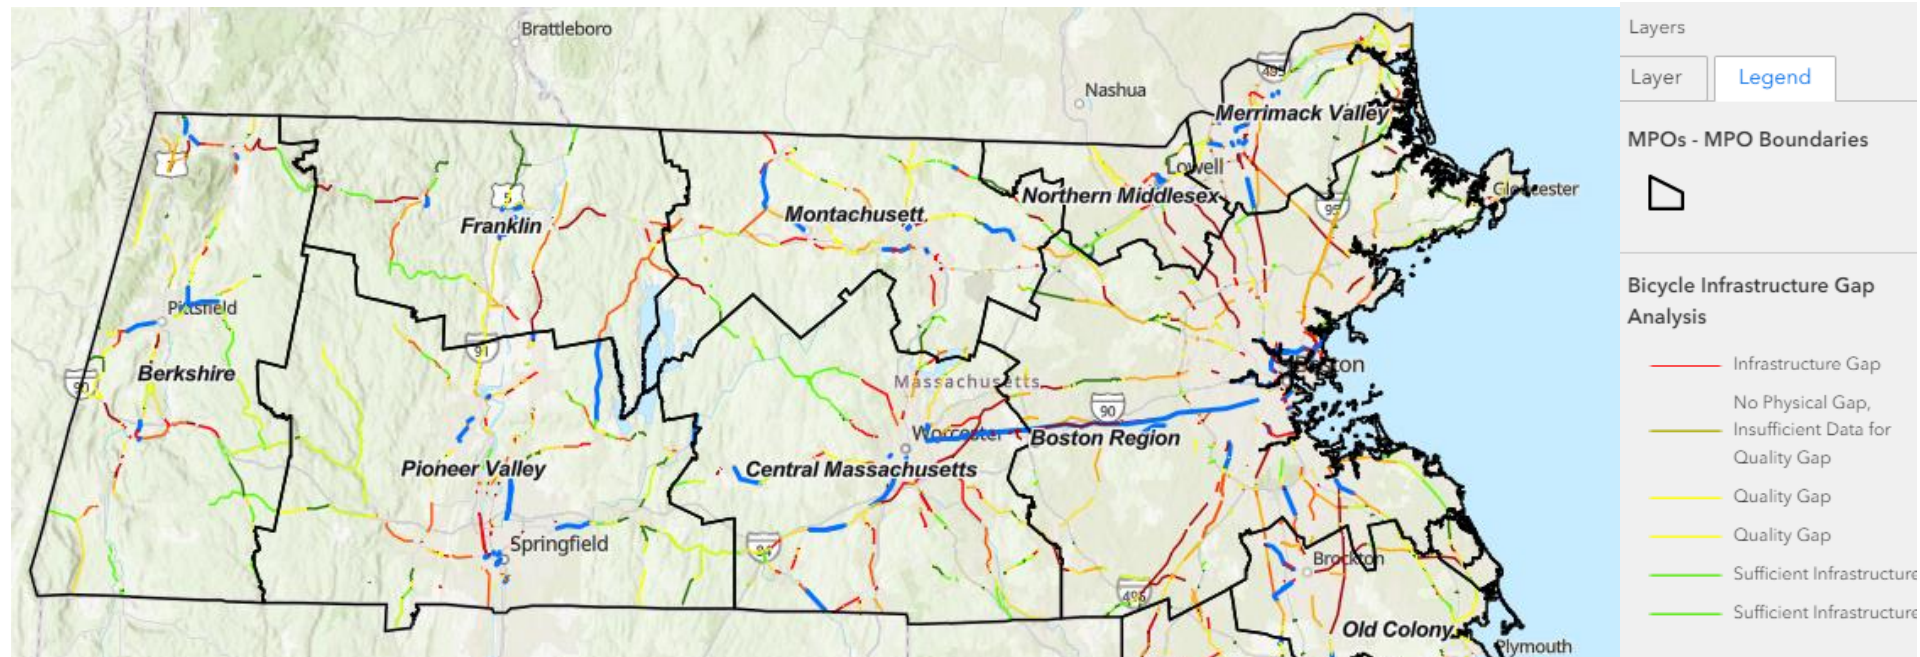 Brattleboro
Nashua
495
Merrimack Valley
Lowell
Gloucester
95
Northern Middlesex
5
Franklin
Montachusett
Pittsfield
91
Berkshire
90
Massachusetts
Boston
90
Worcester
Boston Region
Pioneer Valley
Central Massachusetts
Springfield
Brockton
495
Old Colony
Plymouth
Layers
Layer
Legend
MPOs - MPO Boundaries
Bicycle Infrastructure Gap
Analysis
Infrastructure Gap
No Physical Gap,
Insufficient Data for
Quality Gap
Quality Gap
Quality Gap
Sufficient Infrastructure
Sufficient Infrastructure